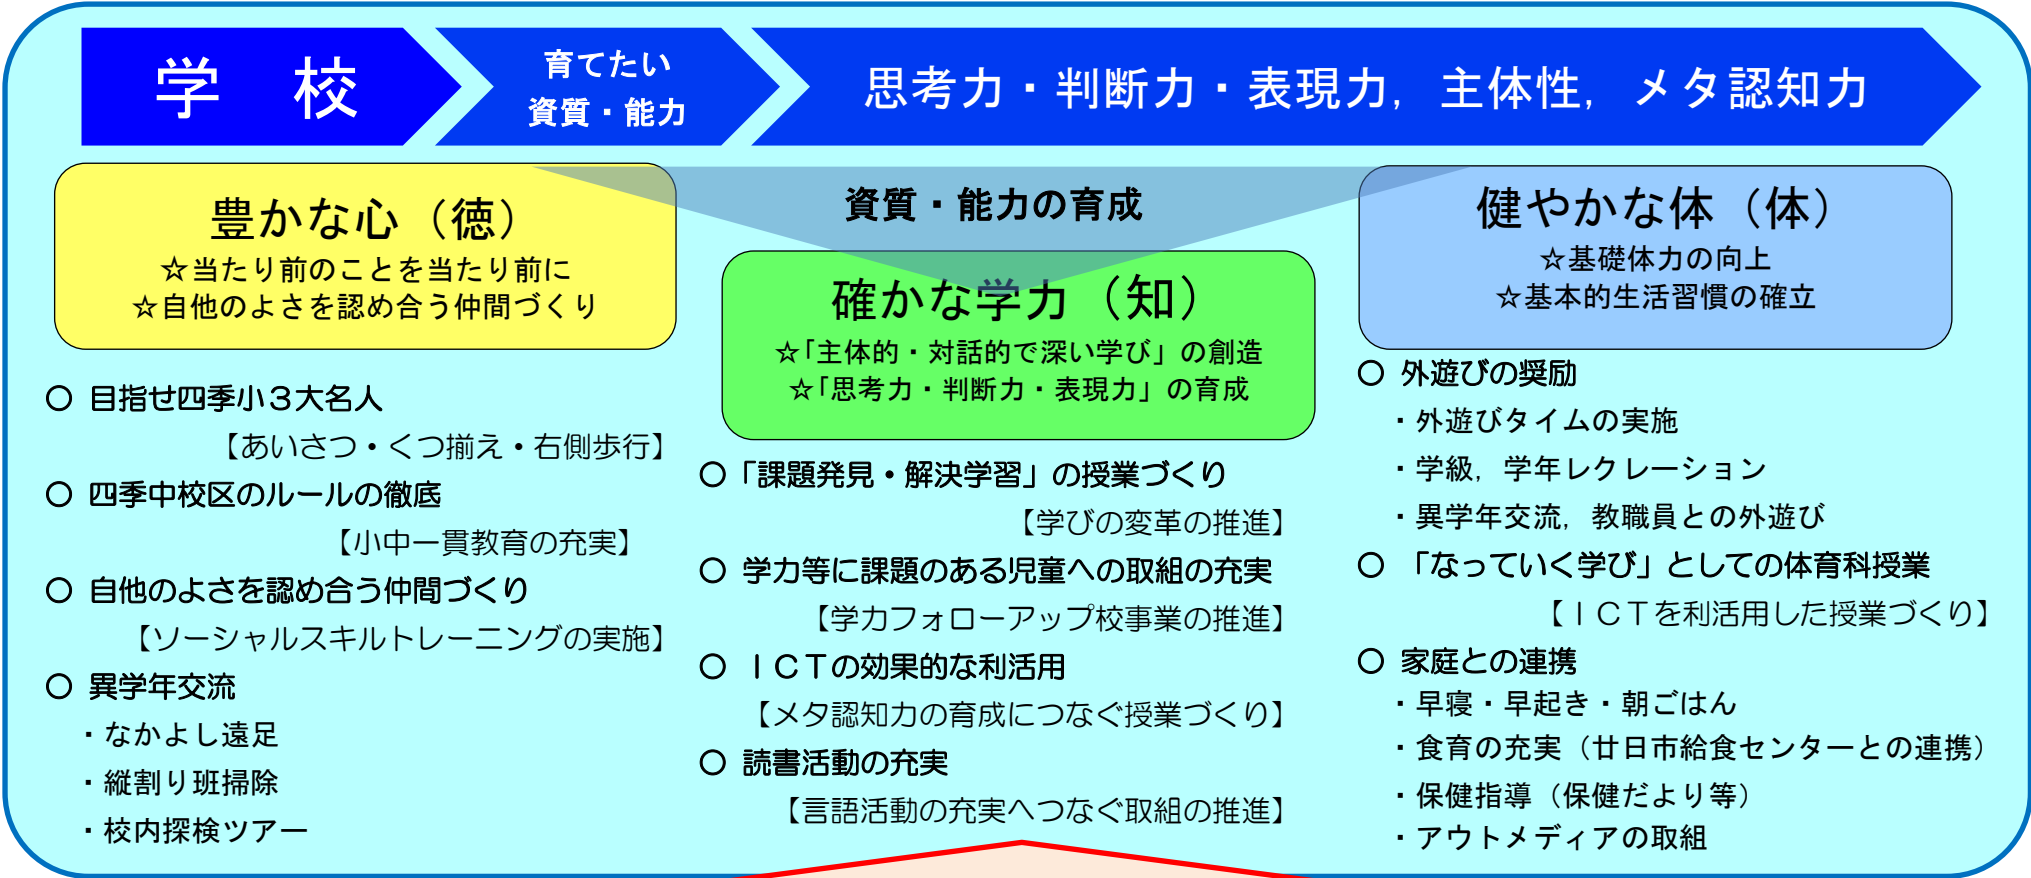 学　校
育てたい
資質・能力
思考力・判断力・表現力，主体性，メタ認知力
資質・能力の育成
豊かな心（徳）
☆当たり前のことを当たり前に
☆自他のよさを認め合う仲間づくり
〇 目指せ四季小３大名人
【あいさつ・くつ揃え・右側歩行】
〇 四季中校区のルールの徹底
【小中一貫教育の充実】
〇 自他のよさを認め合う仲間づくり
【ソーシャルスキルトレーニングの実施】
〇 異学年交流
・なかよし遠足
・縦割り班掃除
・校内探検ツアー
確かな学力（知）
☆「主体的・対話的で深い学び」の創造
☆「思考力・判断力・表現力」の育成
〇「課題発見・解決学習」の授業づくり
【学びの変革の推進】
〇 学力等に課題のある児童への取組の充実
【学力フォローアップ校事業の推進】
〇 ＩＣＴの効果的な利活用
【メタ認知力の育成につなぐ授業づくり】
〇 読書活動の充実
【言語活動の充実へつなぐ取組の推進】
健やかな体（体）
☆基礎体力の向上
☆基本的生活習慣の確立
〇 外遊びの奨励
・外遊びタイムの実施
・学級，学年レクレーション
・異学年交流，教職員との外遊び
〇 「なっていく学び」としての体育科授業
【ＩＣＴを利活用した授業づくり】
〇 家庭との連携
・早寝・早起き・朝ごはん
・食育の充実（廿日市給食センターとの連携）
・保健指導（保健だより等）
・アウトメディアの取組